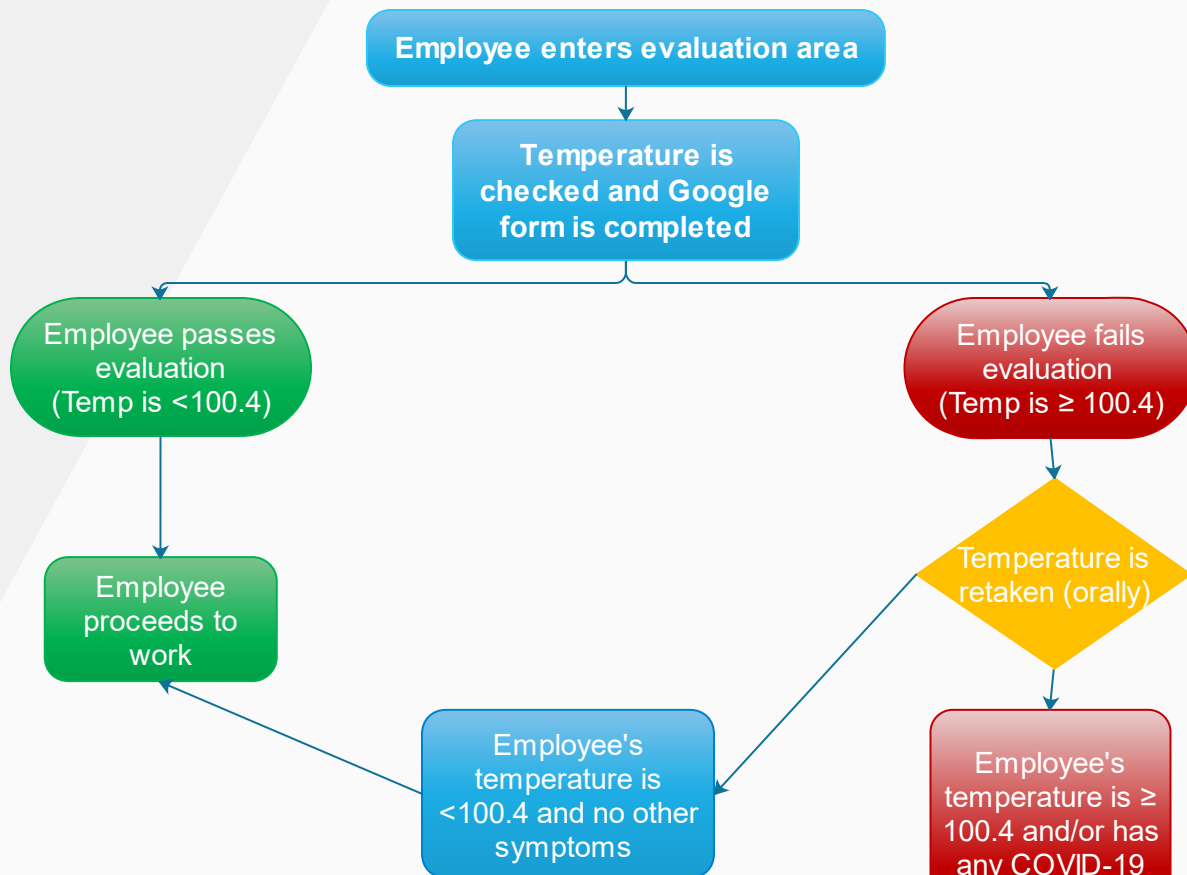 Employee enters evaluation area
Temperature is
checked and Google
form is completed
Employee passes
evaluation
(Temp is <100.4)
Employee fails
evaluation
(Temp is ≥ 100.4)
Temperature is
retaken (orally)
Employee
proceeds to
work
Employee's
temperature is
<100.4 and no other
symptoms
Employee's
temperature is ≥
100.4 and/or has
any COVID-19